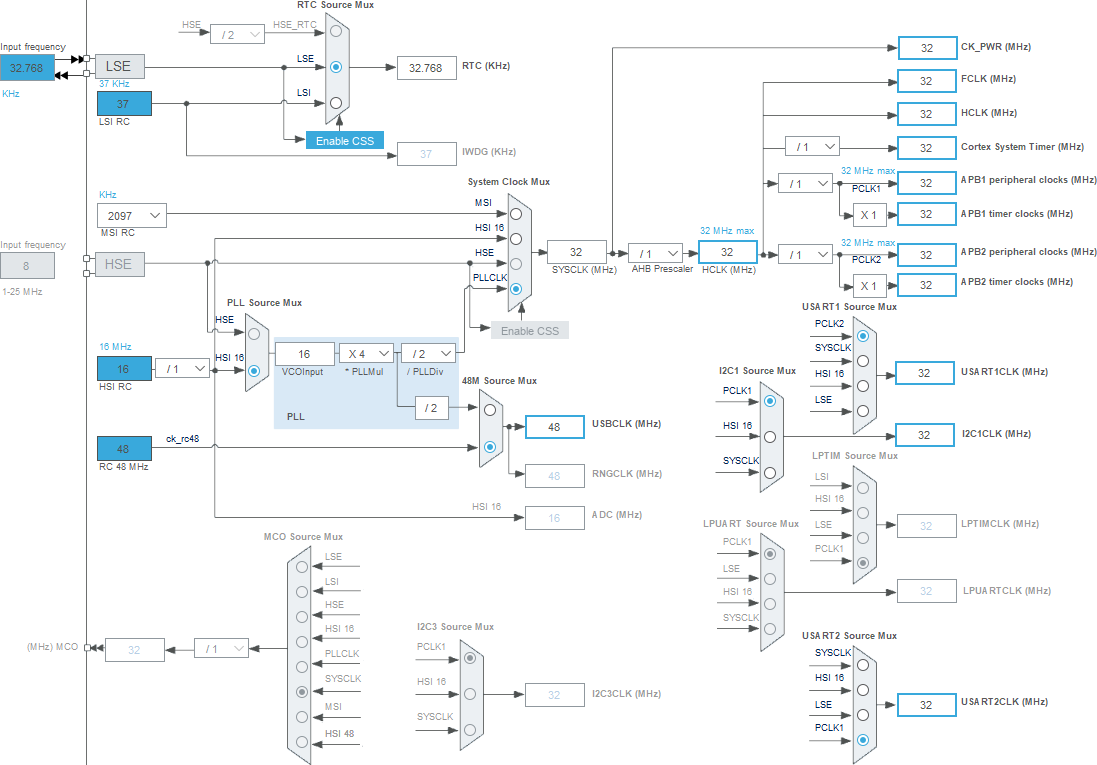 RTC Source Mux
HSE
/ 2
HSE_RTC
Input frequency
32.768
KHz
LSE
LSE
32.768
RTC (KHz)
37 KHz
37
LSI RC
LSI
Enable CSS
37
IWDG (KHz)
32
CK_PWR (MHz)
32
FCLK (MHz)
32
HCLK (MHz)
/ 1
32
Cortex System Timer (MHz)
32 MHz max
/ 1
PCLK1
32
APB1 peripheral clocks (MHz)
X 1
32
APB1 timer clocks (MHz)
System Clock Mux
KHz
2097
MSI RC
MSI
HSI 16
HSE
PLLCLK
32
SYSCLK (MHz)
/ 1
AHB Prescaler
32 MHz max
32
HCLK (MHz)
32 MHz max
/ 1
PCLK2
32
APB2 peripheral clocks (MHz)
X 1
32
APB2 timer clocks (MHz)
Input frequency
8
1-25 MHz
HSE
Enable CSS
PLL Source Mux
HSE
HSI 16
16 MHz
16
HSI RC
/ 1
16
VCOInput
X 4
* PLLMul
/ 2
/ PLLDiv
/ 2
PLL
48M Source Mux
48
RC 48 MHz
ck_rc48
48
USBCLK (MHz)
48
RNGCLK (MHz)
HSI 16
16
ADC (MHz)
USART1 Source Mux
PCLK2
SYSCLK
HSI 16
LSE
32
USART1CLK (MHz)
I2C1 Source Mux
PCLK1
HSI 16
SYSCLK
32
I2C1CLK (MHz)
LPTIM Source Mux
LSI
HSI 16
LSE
PCLK1
32
LPTIMCLK (MHz)
LPUART Source Mux
PCLK1
LSE
HSI 16
SYSCLK
32
LPUARTCLK (MHz)
MCO Source Mux
LSE
LSI
HSE
HSI 16
PLLCLK
SYSCLK
MSI
HSI 48
(MHz) MCO
32
/ 1
I2C3 Source Mux
PCLK1
HSI 16
SYSCLK
32
I2C3CLK (MHz)
USART2 Source Mux
SYSCLK
HSI 16
LSE
PCLK1
32
USART2CLK (MHz)